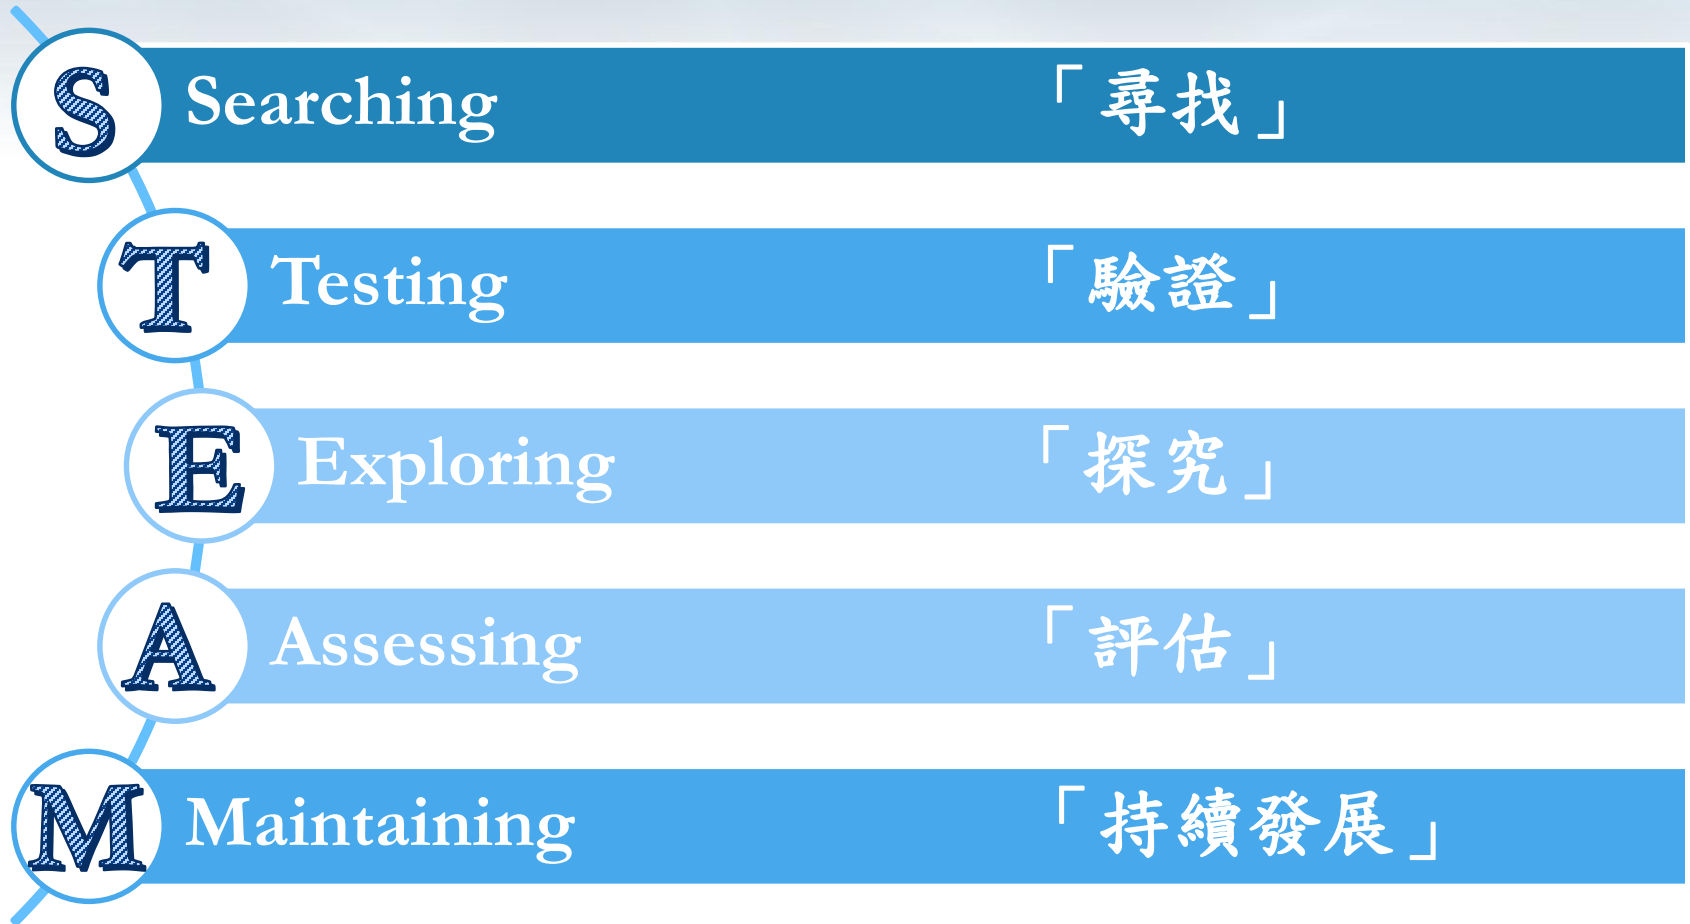 S Searching 「尋找」
T Testing 「驗證」
E Exploring 「探究」
A Assessing 「評估」
M Maintaining 「持續發展」